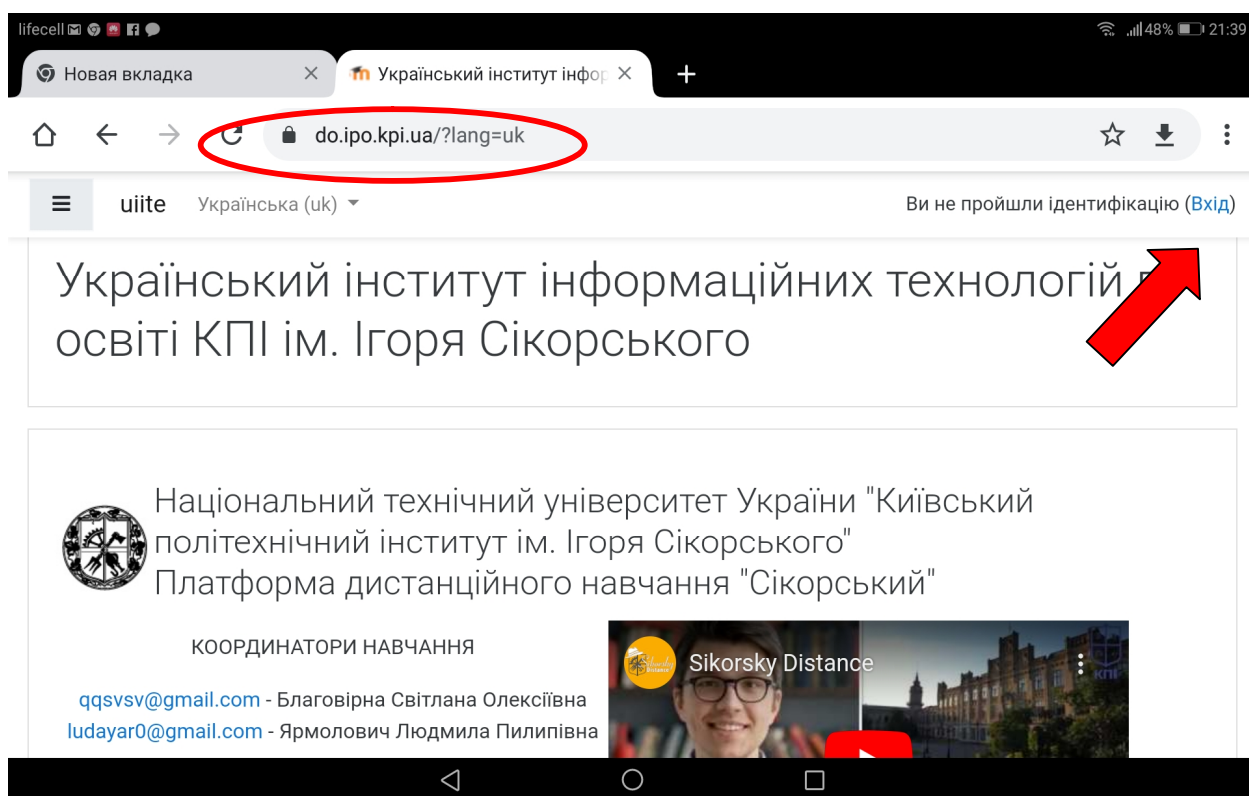 lifecell 48% 21:39
Новая вкладка Український інститут інфор
do.ipo.kpi.ua/?lang=uk
uiite Українська (uk) Ви не пройшли ідентифікацію (Вхід)
Український інститут інформаційних технологій в
освіті КПІ ім. Ігоря Сікорського
Національний технічний університет України "Київський
політехнічний інститут ім. Ігоря Сікорського"
Платформа дистанційного навчання "Сікорський"
КООРДИНАТОРИ НАВЧАННЯ
Sikorsky Distance
КПІ
qqsvsv@gmail.com - Благовірна Світлана Олексіївна
ludayar0@gmail.com - Ярмолович Людмила Пилипівна